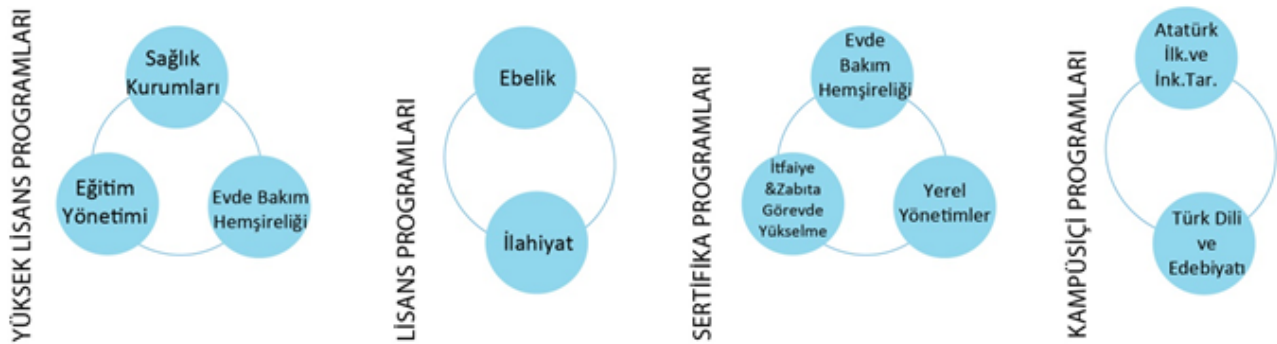 YÜKSEK LİSANS PROGRAMLARI
Sağlık
Kurumları
Eğitim
Yönetimi
Evde Bakım
Hemşireliği
LİSANS PROGRAMLARI
Ebelik
İlahiyat
SERTİFİKA PROGRAMLARI
Evde
Bakım
Hemşireliği
İtfaiye
&Zabıta
Görevde
Yükselme
Yerel
Yönetimler
KAMPÜSİÇİ PROGRAMLARI
Atatürk
İlk.ve
İnk.Tar.
Türk Dili
ve
Edebiyatı